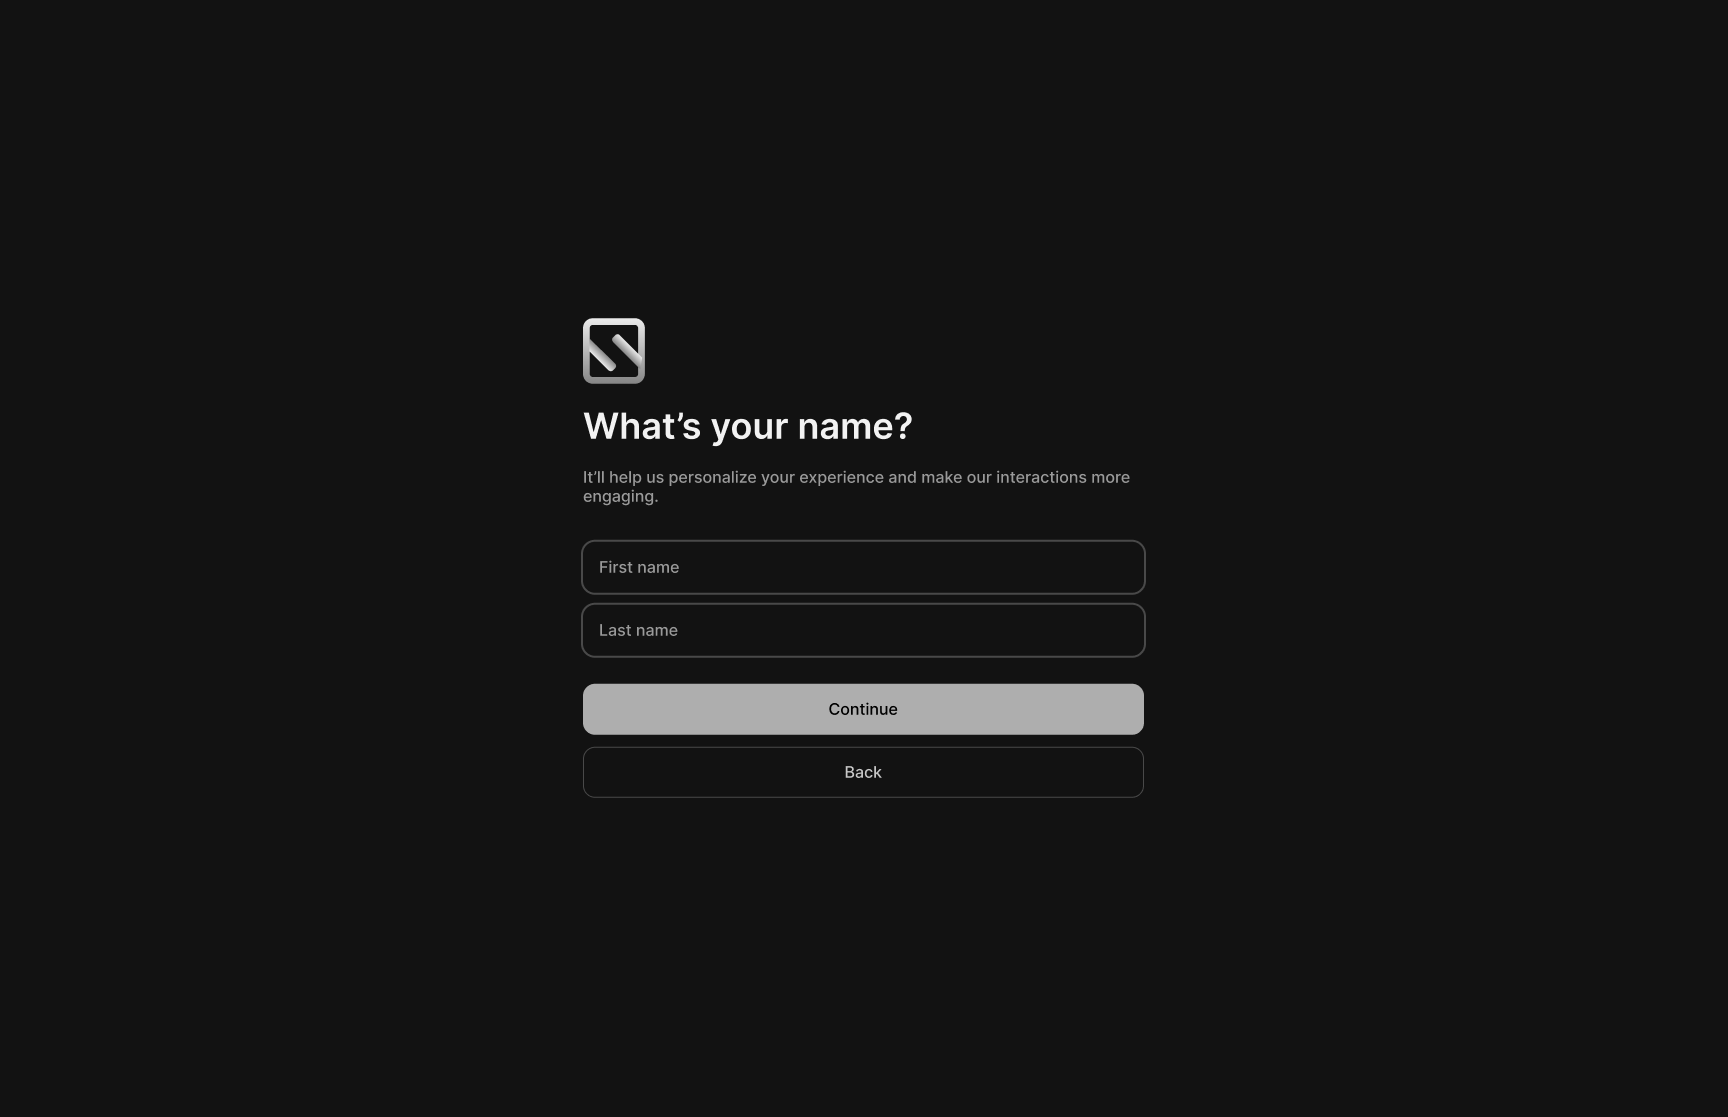 What’s your name?
It’ll help us personalize your experience and make our interactions more
engaging.
First name
Last name
Continue
Back